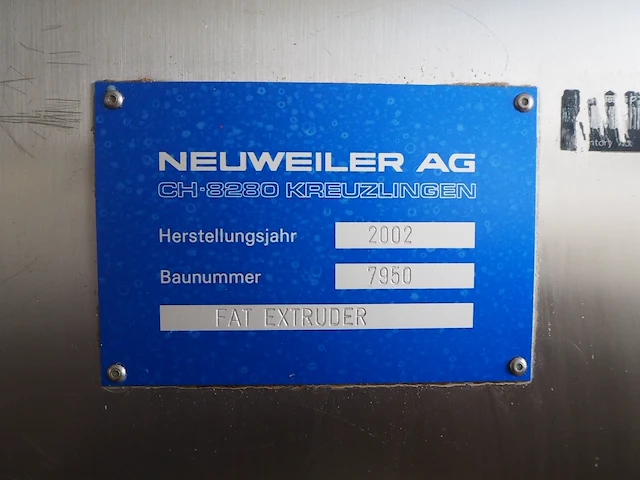 NEUWEILER AG
CH-8280 KREUZLINGEN
Herstellungsjahr 2002
Baunummer 7950
FAT EXTRUDER